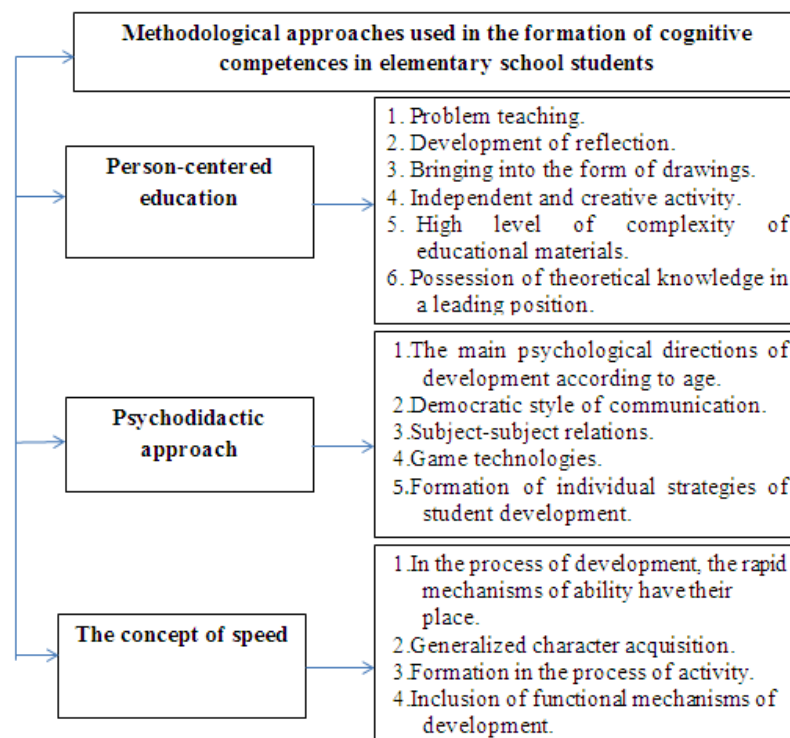 Methodological approaches used in the formation of cognitive
competences in elementary school students
Person-centered
education
1. Problem teaching.
2. Development of reflection.
3. Bringing into the form of drawings.
4. Independent and creative activity.
5. High level of complexity of
educational materials.
6. Possession of theoretical knowledge in
a leading position.
Psychodidactic
approach
1.The main psychological directions of
development according to age.
2.Democratic style of communication.
3.Subject-subject relations.
4.Game technologies.
5.Formation of individual strategies of
student development.
The concept of speed
1.In the process of development, the rapid
mechanisms of ability have their
place.
2.Generalized character acquisition.
3.Formation in the process of activity.
4.Inclusion of functional mechanisms of
development.